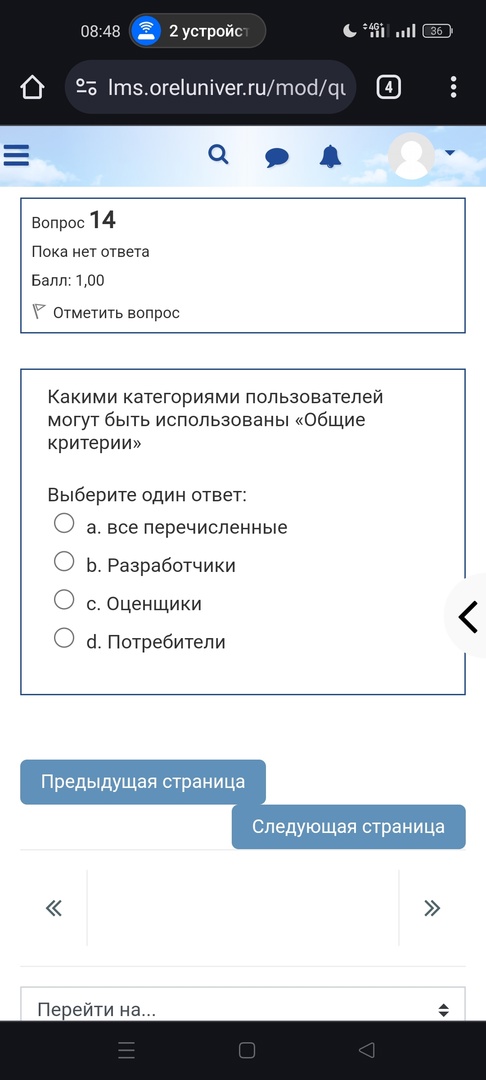 08:48
2 устройст
4G
36
lms.oreluniver.ru/mod/qu
4
Вопрос 14
Пока нет ответа
Балл: 1,00
Отметить вопрос
Какими категориями пользователей
могут быть использованы «Общие
критерии»
Выберите один ответ:
a. все перечисленные
b. Разработчики
c. Оценщики
d. Потребители
Предыдущая страница
Следующая страница
Перейти на...